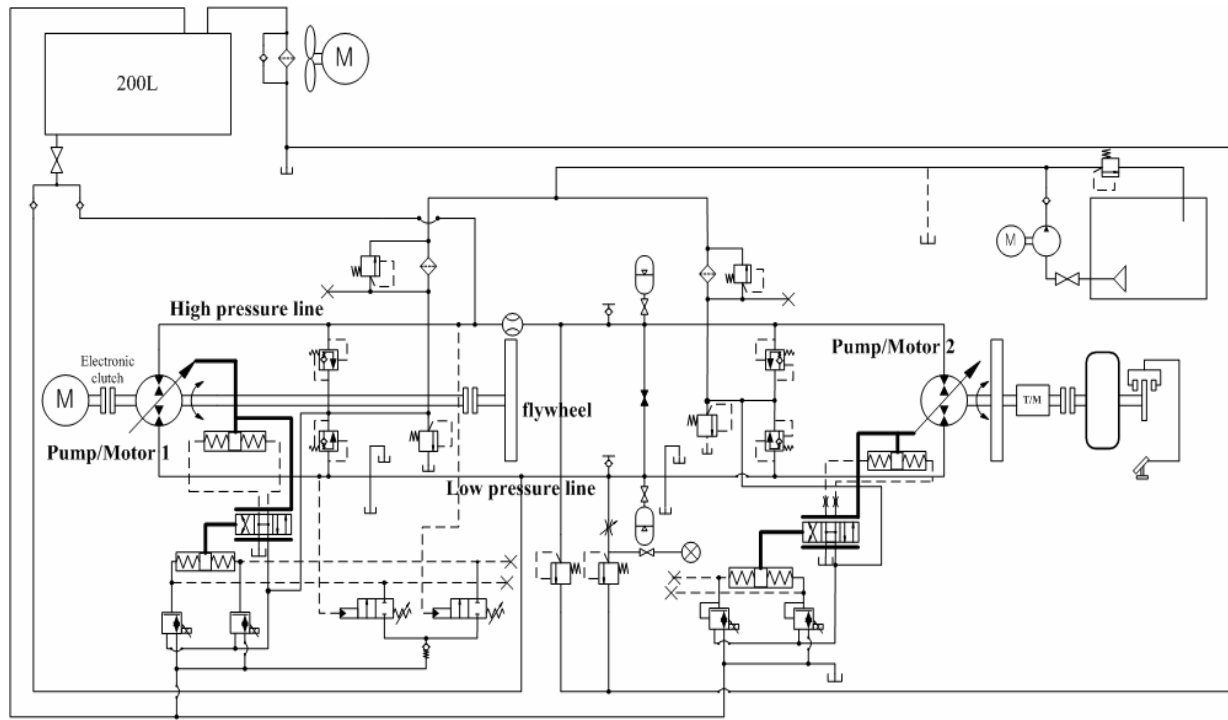 200L
M
M
High pressure line
Pump/Motor 2
Electronic
clutch
M
T/M
flywheel
Pump/Motor 1
Low pressure line